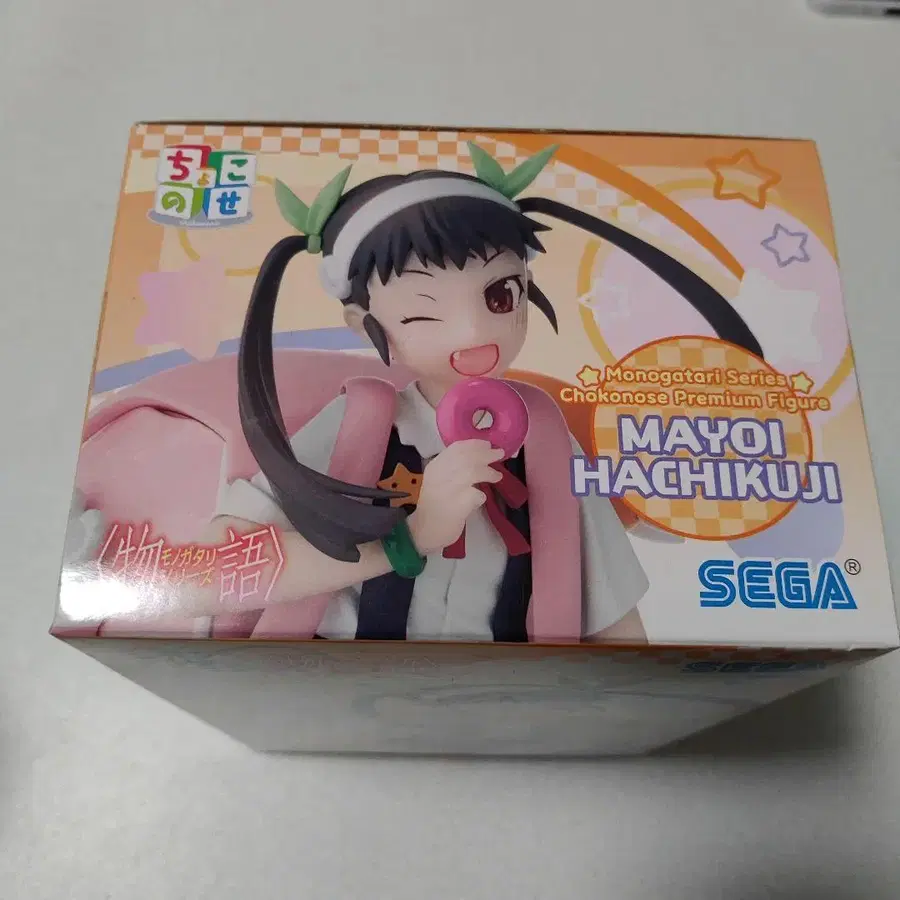 ちょこ
のせ
Monogatari Series
Chokonose Premium Figure
MAYOI
HACHIKUJI
〈物語〉
モノガタリ
シリーズ
SEGA®